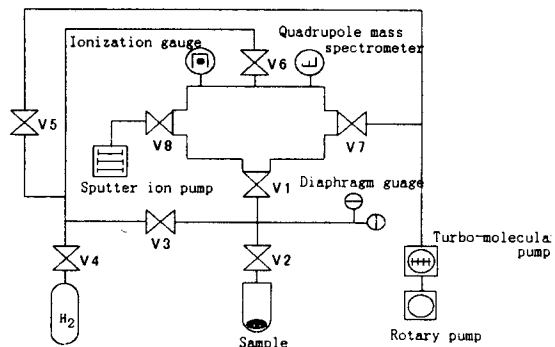 Ionization gauge
Quadrupole mass
spectrometer
V6
V5
V8
V7
Sputter ion pump
V1
Diaphragm guage
V3
V4
V2
Turbo-molecular
pump
H2
Sample
Rotary pump